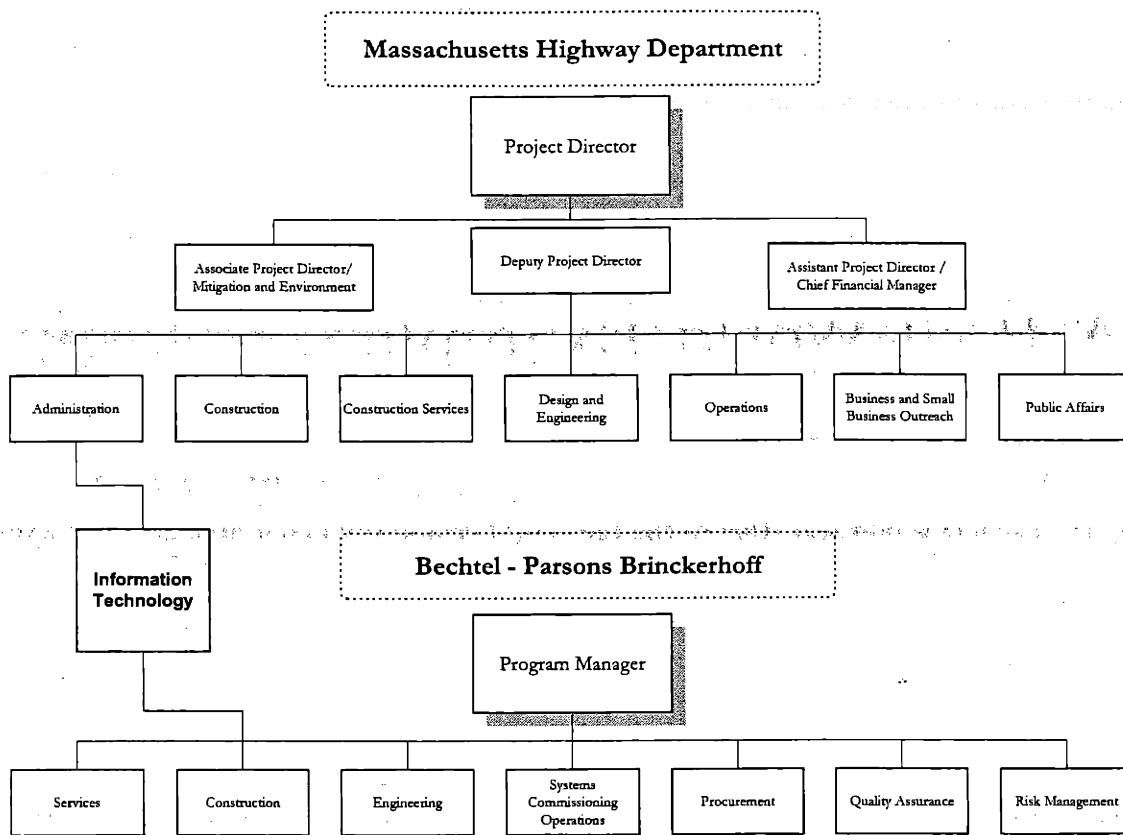 Massachusetts Highway Department
Project Director
Associate Project Director/
Mitigation and Environment
Deputy Project Director
Assistant Project Director /
Chief Financial Manager
Administration
Construction
Construction Services
Design and
Engineering
Operations
Business and Small
Business Outreach
Public Affairs
Information
Technology
Bechtel - Parsons Brinckerhoff
Program Manager
Services
Construction
Engineering
Systems
Commissioning
Operations
Procurement
Quality Assurance
Risk Management